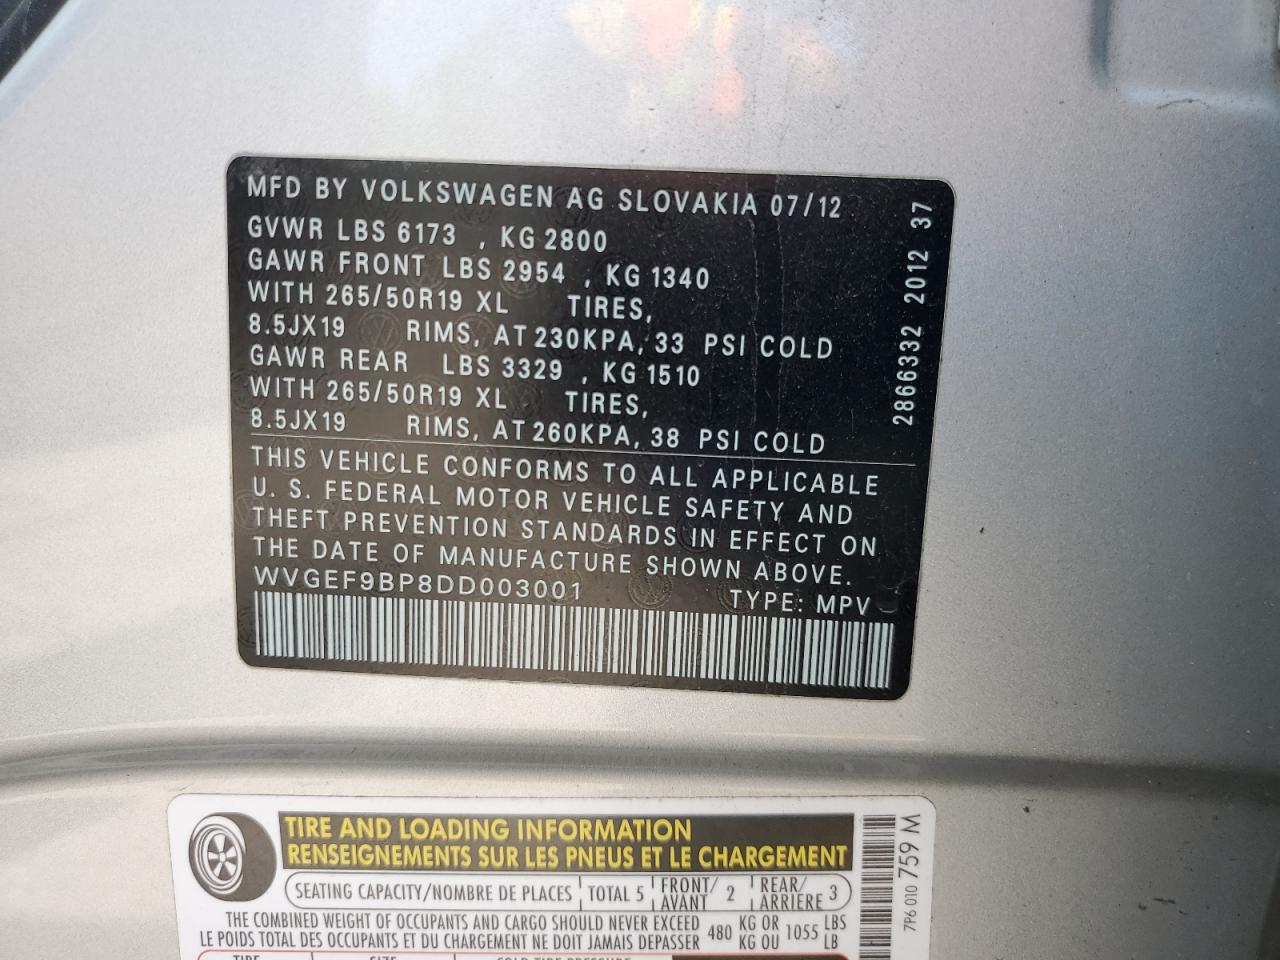 MFD BY VOLKSWAGEN AG SLOVAKIA 07/12
GVWR LBS 6173 , KG 2800
GAWR FRONT LBS 2954 , KG 1340
WITH 265/50R19 XL TIRES,
8.5JX19 RIMS, AT 230KPA, 33 PSI COLD
GAWR REAR LBS 3329 , KG 1510
WITH 265/50R19 XL TIRES,
8.5JX19 RIMS, AT 260KPA, 38 PSI COLD
THIS VEHICLE CONFORMS TO ALL APPLICABLE
U. S. FEDERAL MOTOR VEHICLE SAFETY AND
THEFT PREVENTION STANDARDS IN EFFECT ON
THE DATE OF MANUFACTURE SHOWN ABOVE.
WVGEF9BP8DD003001
TYPE: MPV
2866332 2012 37
TIRE AND LOADING INFORMATION
RENSEIGNEMENTS SUR LES PNEUS ET LE CHARGEMENT
SEATING CAPACITY/NOMBRE DE PLACES TOTAL 5 FRONT/AVANT 2 REAR/ARRIÈRE 3
THE COMBINED WEIGHT OF OCCUPANTS AND CARGO SHOULD NEVER EXCEED 480 KG OR 1055 LBS
LE POIDS TOTAL DES OCCUPANTS ET DU CHARGEMENT NE DOIT JAMAIS DEPASSER KG OU LB
7P6 010 759 M